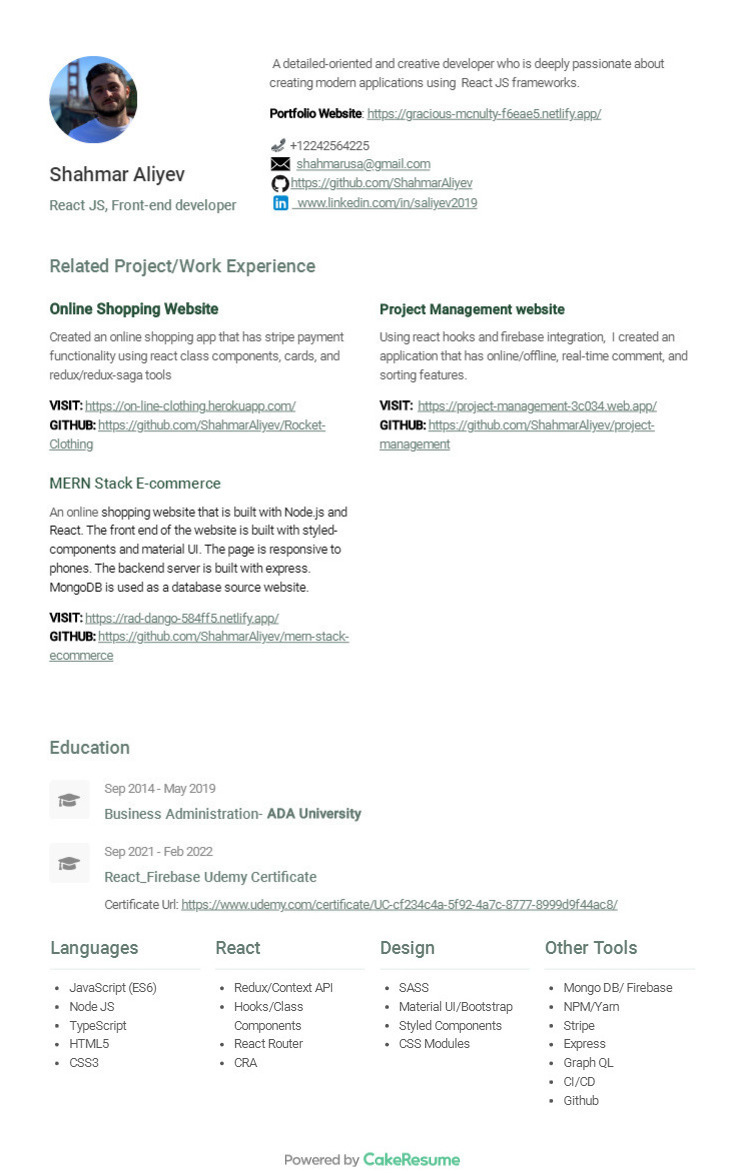 A detailed-oriented and creative developer who is deeply passionate about
creating modern applications using React JS frameworks.
Portfolio Website: https://gracious-mcnulty-f6eae5.netlify.app/
+12242564225
shahmarusa@gmail.com
https://github.com/ShahmarAliyev
www.linkedin.com/in/saliyev2019
Shahmar Aliyev
React JS, Front-end developer
Related Project/Work Experience
Online Shopping Website
Created an online shopping app that has stripe payment
functionality using react class components, cards, and
redux/redux-saga tools
VISIT: https://on-line-clothing.herokuapp.com/
GITHUB: https://github.com/ShahmarAliyev/Rocket-
Clothing
Project Management website
Using react hooks and firebase integration, I created an
application that has online/offline, real-time comment, and
sorting features.
VISIT: https://project-management-3c034.web.app/
GITHUB: https://github.com/ShahmarAliyev/project-
management
MERN Stack E-commerce
An online shopping website that is built with Node.js and
React. The front end of the website is built with styled-
components and material UI. The page is responsive to
phones. The backend server is built with express.
MongoDB is used as a database source website.
VISIT: https://rad-dango-584ff5.netlify.app/
GITHUB: https://github.com/ShahmarAliyev/mern-stack-
ecommerce
Education
Sep 2014 - May 2019
Business Administration- ADA University
Sep 2021 - Feb 2022
React_Firebase Udemy Certificate
Certificate Url: https://www.udemy.com/certificate/UC-cf234c4a-5f92-4a7c-8777-8999d9f44ac8/
Languages
• JavaScript (ES6)
• Node JS
• TypeScript
• HTML5
• CSS3
React
• Redux/Context API
• Hooks/Class
Components
• React Router
• CRA
Design
• SASS
• Material UI/Bootstrap
• Styled Components
• CSS Modules
Other Tools
• Mongo DB/ Firebase
• NPM/Yarn
• Stripe
• Express
• Graph QL
• CI/CD
• Github
Powered by CakeResume